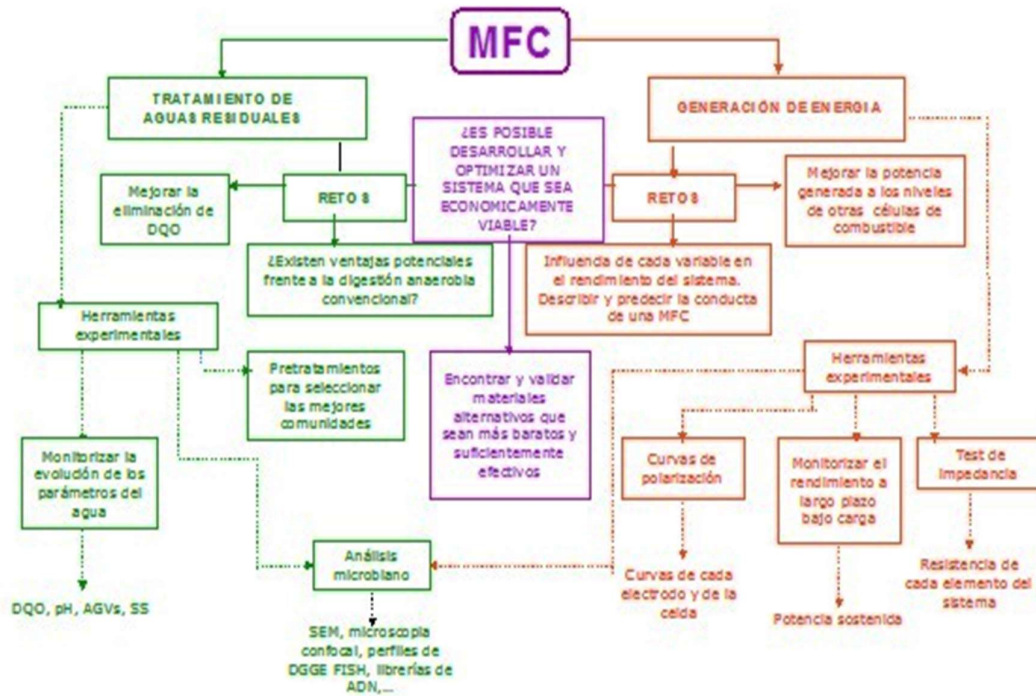 MFC
TRATAMIENTO DE
AGUAS RESIDUALES
GENERACIÓN DE ENERGIA
¿ES POSIBLE
DESARROLLAR Y
OPTIMIZAR UN
SISTEMA QUE SEA
ECONOMICAMENTE
VIABLE?
Mejorar la
eliminación de
DQO
RETOS
RETOS
Mejorar la potencia
generada a los niveles
de otras células de
combustible
¿Existen ventajas potenciales
frente a la digestión anaerobia
convencional?
Influencia de cada variable en
el rendimiento del sistema.
Describir y predecir la conducta
de una MFC
Herramientas
experimentales
Pretratamientos
para seleccionar
las mejores
comunidades
Encontrar y validar
materiales
alternativos que
sean más baratos y
suficientemente
efectivos
Herramientas
experimentales
Monitorizar la
evolución de los
parámetros del
agua
Curvas de
polarización
Monitorizar el
rendimiento a
largo plazo
bajo carga
Test de
impedancia
Análisis
microbiano
DQO, pH, AGVs, SS
SEM, microscopia
confocal, perfiles de
DGGE FISH, librerías de
ADN,...
Curvas de cada
electrodo y de la
celda
Potencia sostenida
Resistencia de
cada elemento del
sistema